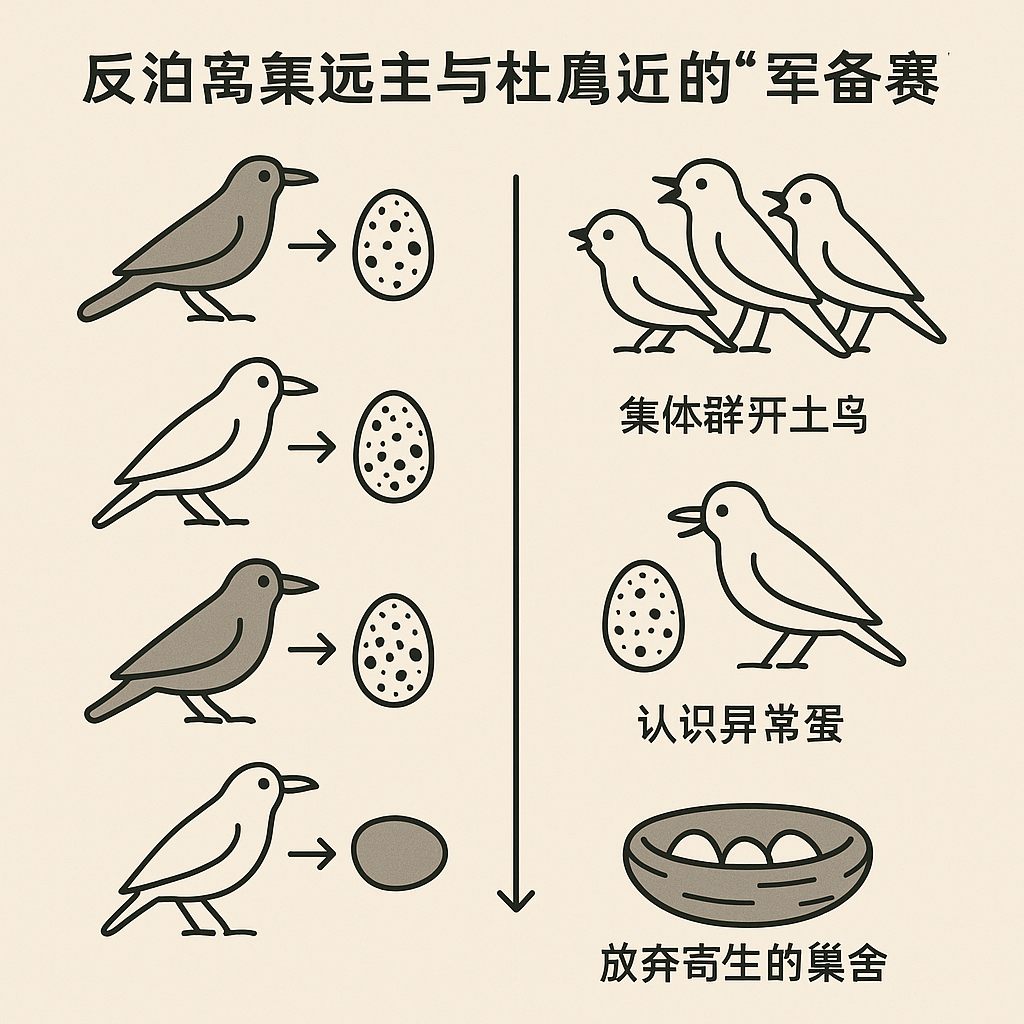 反泊寓集远主与杜鹰近的“军备赛
集体群开土鸟
认识异常蛋
放弃寄生的巢舍